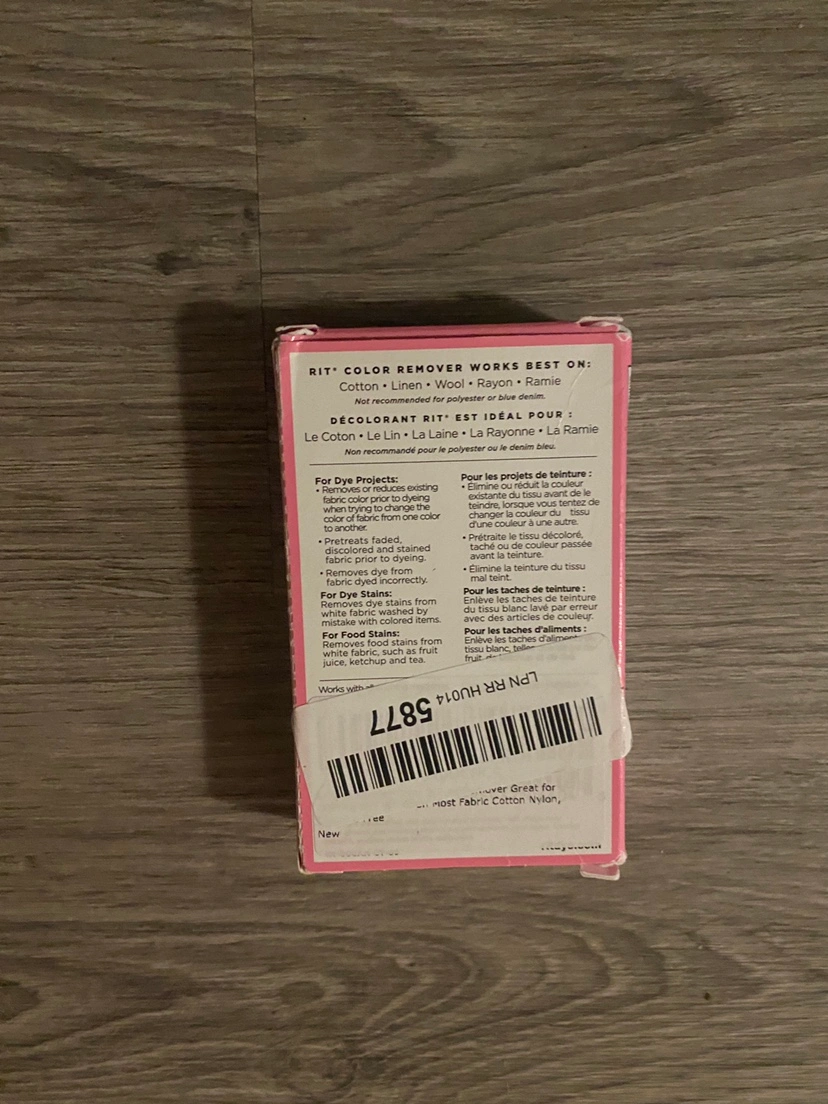 RIT® COLOR REMOVER WORKS BEST ON:
Cotton • Linen • Wool • Rayon • Ramie
Not recommended for polyester or blue denim.
DÉCOLORANT RIT® EST IDÉAL POUR :
Le Coton • Le Lin • La Laine • La Rayonne • La Ramie
Non recommandé pour le polyester ou le denim bleu.
For Dye Projects:
• Removes or reduces existing
fabric color prior to dyeing
when trying to change the
color of fabric from one color
to another.
• Pretreats faded,
discolored and stained
fabric prior to dyeing.
• Removes dye from
fabric dyed incorrectly.
For Dye Stains:
Removes dye stains from
white fabric washed by
mistake with colored items.
For Food Stains:
Removes food stains from
white fabric, such as fruit
juice, ketchup and tea.
Pour les projets de teinture :
• Élimine ou réduit la couleur
existante du tissu avant de le
teindre, lorsque vous tentez de
changer la couleur du tissu
d'une couleur à une autre.
• Prétraite le tissu décoloré,
taché ou de couleur passée
avant la teinture.
• Élimine la teinture du tissu
mal teint.
Pour les taches de teinture :
Enlève les taches de teinture
du tissu blanc lavé par erreur
avec des articles de couleur.
Pour les taches d'aliments :
Enlève les taches
tissu blanc,
fruit
Works with
LPN RR HU014 5877
Great for
most Fabric Cotton Nylon,
New